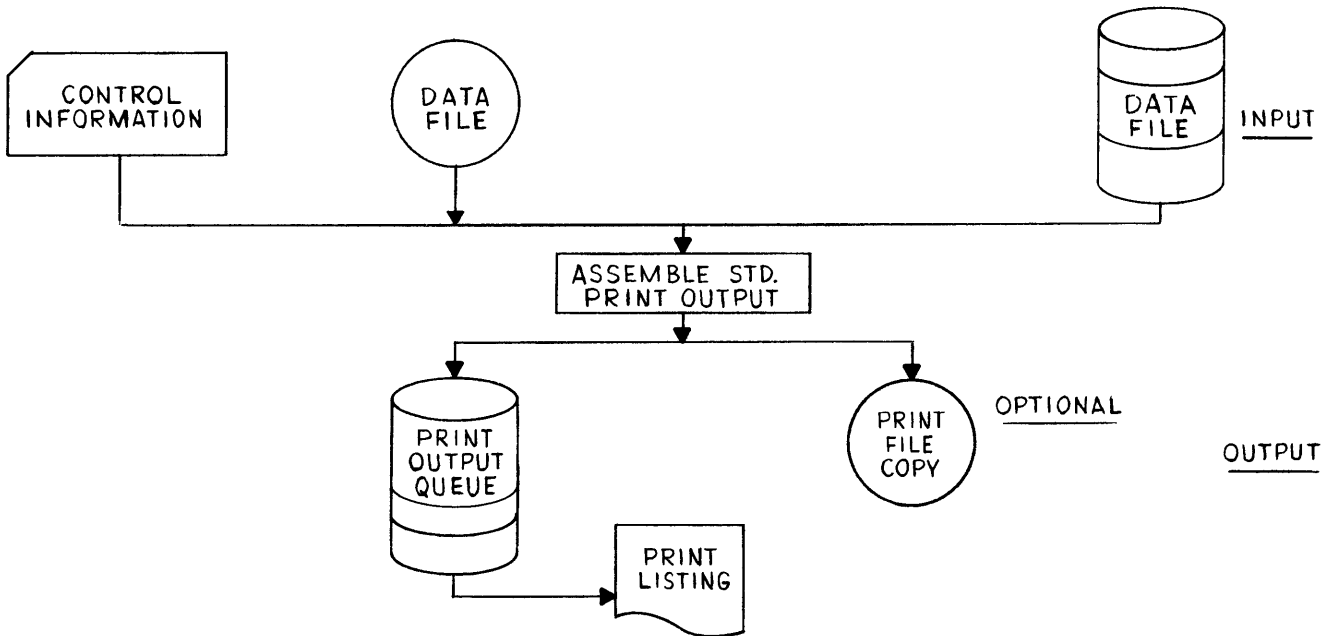 CONTROL
INFORMATION
DATA
FILE
DATA
FILE
INPUT
ASSEMBLE STD.
PRINT OUTPUT
PRINT
OUTPUT
QUEUE
PRINT
FILE
COPY
OPTIONAL
OUTPUT
PRINT
LISTING